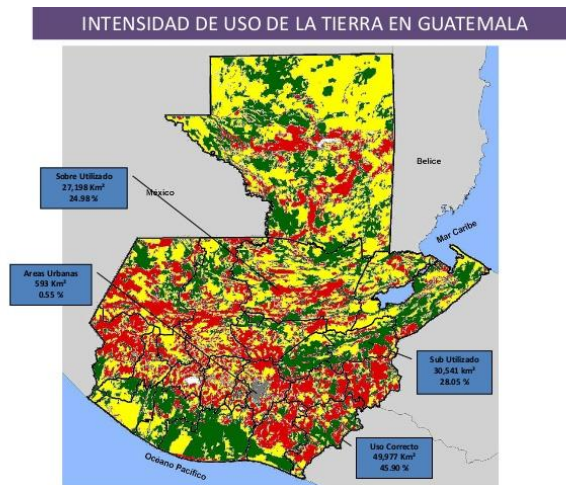 INTENSIDAD DE USO DE LA TIERRA EN GUATEMALA
Belice
Sobre Utilizado
27,198 Km²
24.98 %
México
Mar Caribe
Areas Urbanas
593 Km²
0.55 %
Sub Utilizado
30,541 km²
28.05 %
Uso Correcto
49,977 Km²
45.90 %
Océano Pacífico